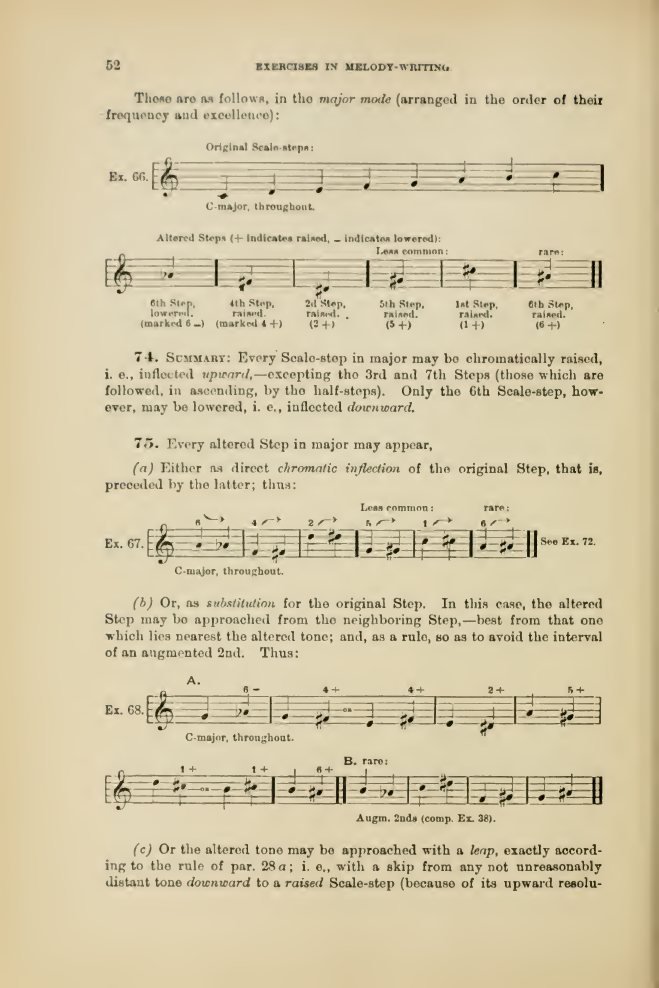 52 EXERCISES IN MELODY-WRITING
These are as follows, in the major mode (arranged in the order of their
frequency and excellence):
Original Scale-steps:
Ex. 66.
C-major, throughout.
Altered Steps (+ indicates raised, – indicates lowered):
Less common: rare:
6th Step, 4th Step, 2d Step, 5th Step, 1st Step, 6th Step,
lowered. raised. raised. raised. raised. raised.
(marked 6 –) (marked 4 +) (2 +) (5 +) (1 +) (6 +)
74. SUMMARY: Every Scale-step in major may be chromatically raised,
i. e., inflected upward,—excepting the 3rd and 7th Steps (those which are
followed, in ascending, by the half-steps). Only the 6th Scale-step, how-
ever, may be lowered, i. e., inflected downward.
75. Every altered Step in major may appear,
(a) Either as direct chromatic inflection of the original Step, that is,
preceded by the latter; thus:
Less common: rare:
6 4 2 5 1 6
Ex. 67. See Ex. 72.
C-major, throughout.
(b) Or, as substitution for the original Step. In this case, the altered
Step may be approached from the neighboring Step,—best from that one
which lies nearest the altered tone; and, as a rule, so as to avoid the interval
of an augmented 2nd. Thus:
A.
6 – 4 + 4 + 2 + 5 +
Ex. 68. or
C-major, throughout.
B. rare:
1 + 1 + 6 +
or
Augm. 2nds (comp. Ex. 38).
(c) Or the altered tone may be approached with a leap, exactly accord-
ing to the rule of par. 28 a; i. e., with a skip from any not unreasonably
distant tone downward to a raised Scale-step (because of its upward resolu-